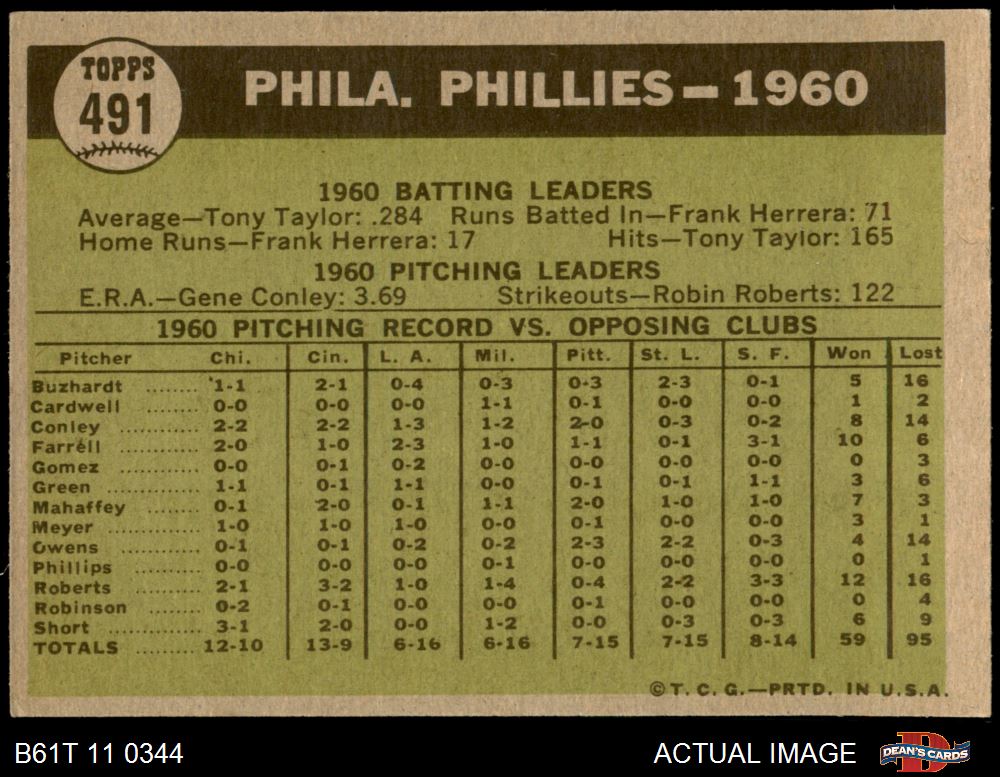 TOPPS
491
PHILA. PHILLIES — 1960
1960 BATTING LEADERS
Average—Tony Taylor: .284 Runs Batted In—Frank Herrera: 71
Home Runs—Frank Herrera: 17 Hits—Tony Taylor: 165
1960 PITCHING LEADERS
E.R.A.—Gene Conley: 3.69 Strikeouts—Robin Roberts: 122
1960 PITCHING RECORD VS. OPPOSING CLUBS
Pitcher Chi. Cin. L. A. Mil. Pitt. St. L. S. F. Won Lost
Buzhardt ....... 1-1 2-1 0-4 0-3 0-3 2-3 0-1 5 16
Cardwell ....... 0-0 0-0 0-0 1-1 0-1 0-0 0-0 1 2
Conley ........... 2-2 2-2 1-3 1-2 2-0 0-3 0-2 8 14
Farrell ........... 2-0 1-0 2-3 1-0 1-1 0-1 3-1 10 6
Gomez ........... 0-0 0-1 0-2 0-0 0-0 0-0 0-0 0 3
Green ............ 1-1 0-1 1-1 0-0 0-1 0-1 1-1 3 6
Mahaffey ....... 0-1 2-0 0-1 1-1 2-0 1-0 1-0 7 3
Meyer ............ 1-0 1-0 1-0 0-0 0-1 0-0 0-0 3 1
Owens ........... 0-1 0-1 0-2 0-2 2-3 2-2 0-3 4 14
Phillips ......... 0-0 0-0 0-0 0-1 0-0 0-0 0-0 0 1
Roberts ......... 2-1 3-2 1-0 1-4 0-4 2-2 3-3 12 16
Robinson ....... 0-2 0-1 0-0 0-0 0-1 0-0 0-0 0 4
Short ............. 3-1 2-0 0-0 1-2 0-0 0-3 0-3 6 9
TOTALS ......... 12-10 13-9 6-16 6-16 7-15 7-15 8-14 59 95
©T. C. G.—PRTD. IN U.S.A.
B61T 11 0344 ACTUAL IMAGE DEAN'S CARDS